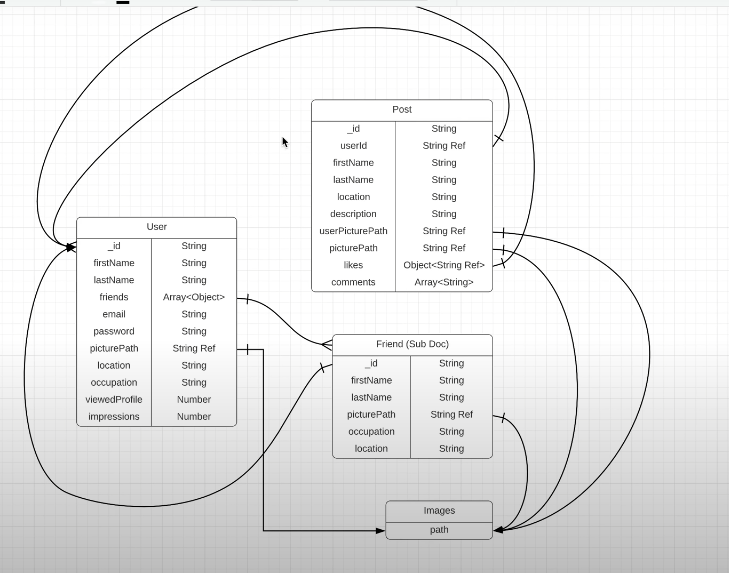 Post
_id String
userId String Ref
firstName String
lastName String
location String
description String
userPicturePath String Ref
picturePath String Ref
likes Object<String Ref>
comments Array<String>
User
_id String
firstName String
lastName String
friends Array<Object>
email String
password String
picturePath String Ref
location String
occupation String
viewedProfile Number
impressions Number
Friend (Sub Doc)
_id String
firstName String
lastName String
picturePath String Ref
occupation String
location String
Images
path